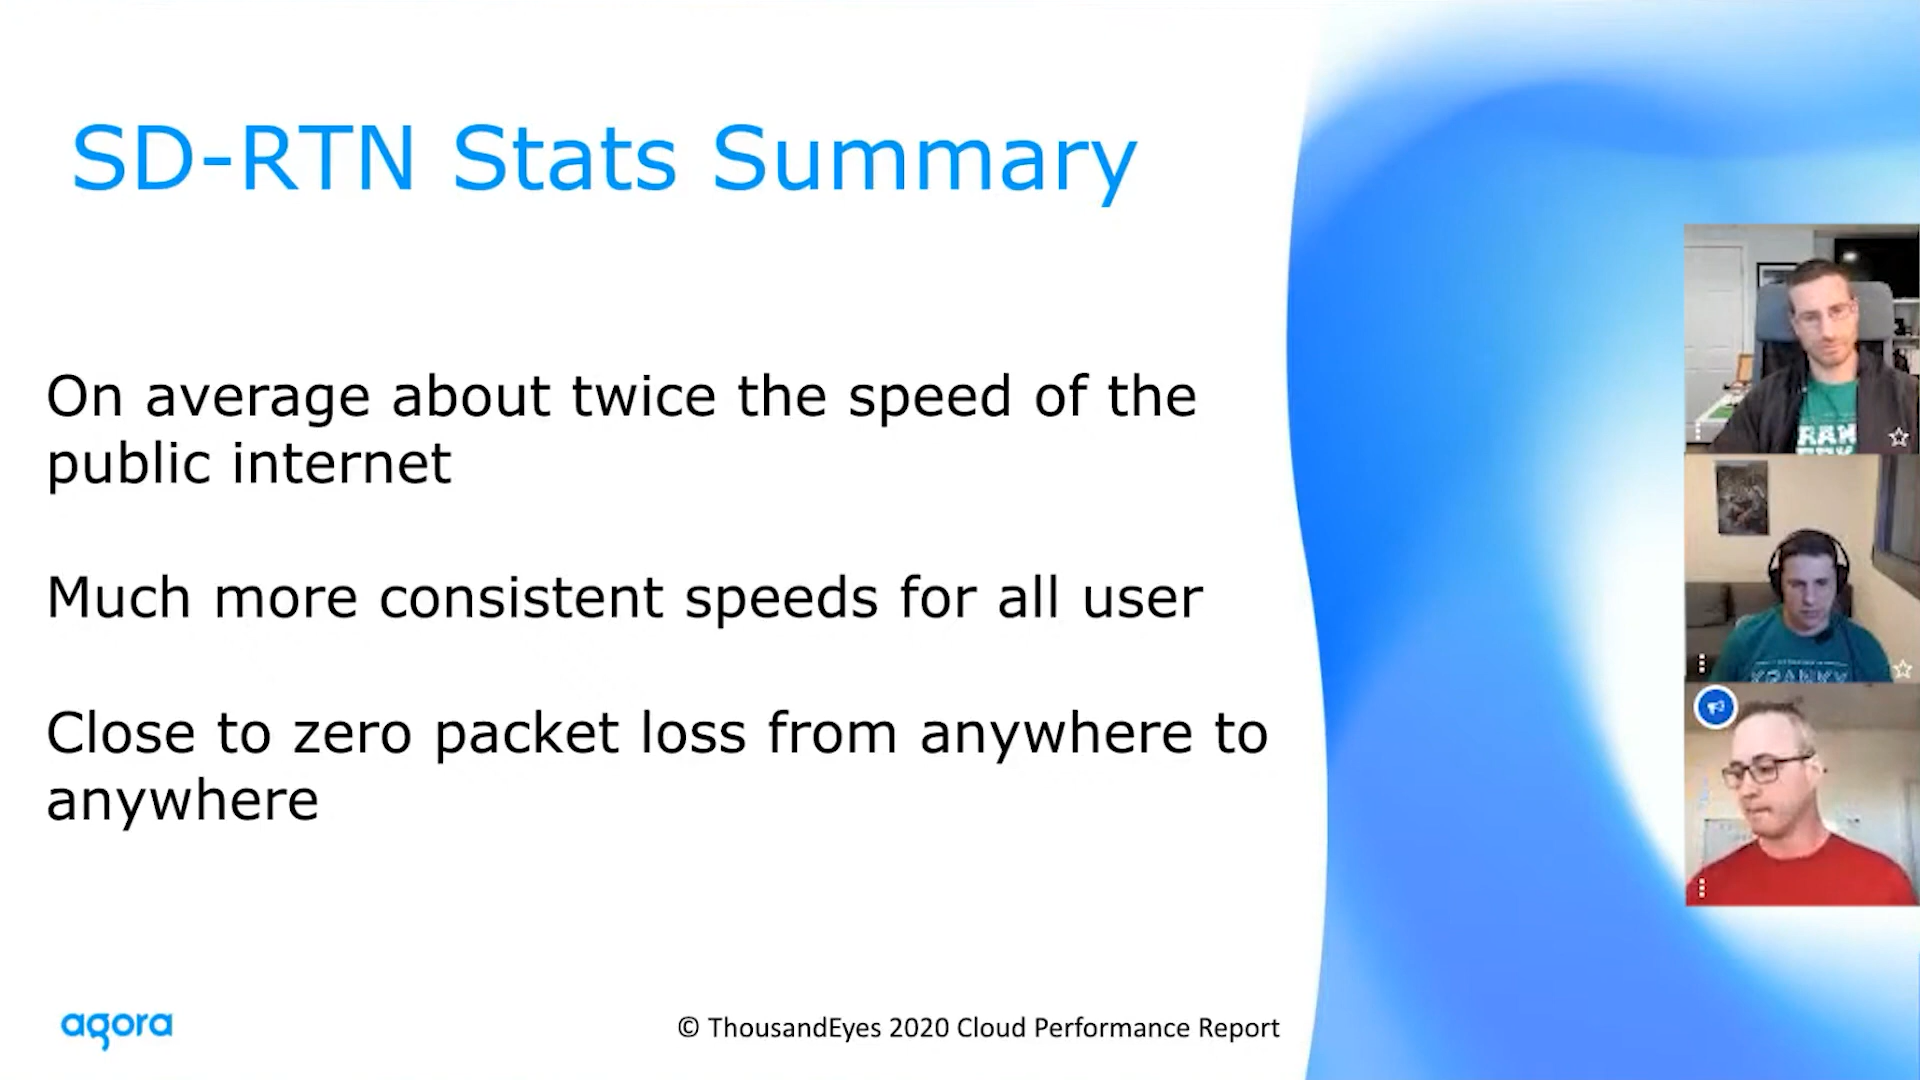 SD-RTN Stats Summary
On average about twice the speed of the
public internet
Much more consistent speeds for all user
Close to zero packet loss from anywhere to
anywhere
agora
© ThousandEyes 2020 Cloud Performance Report
KRANKY